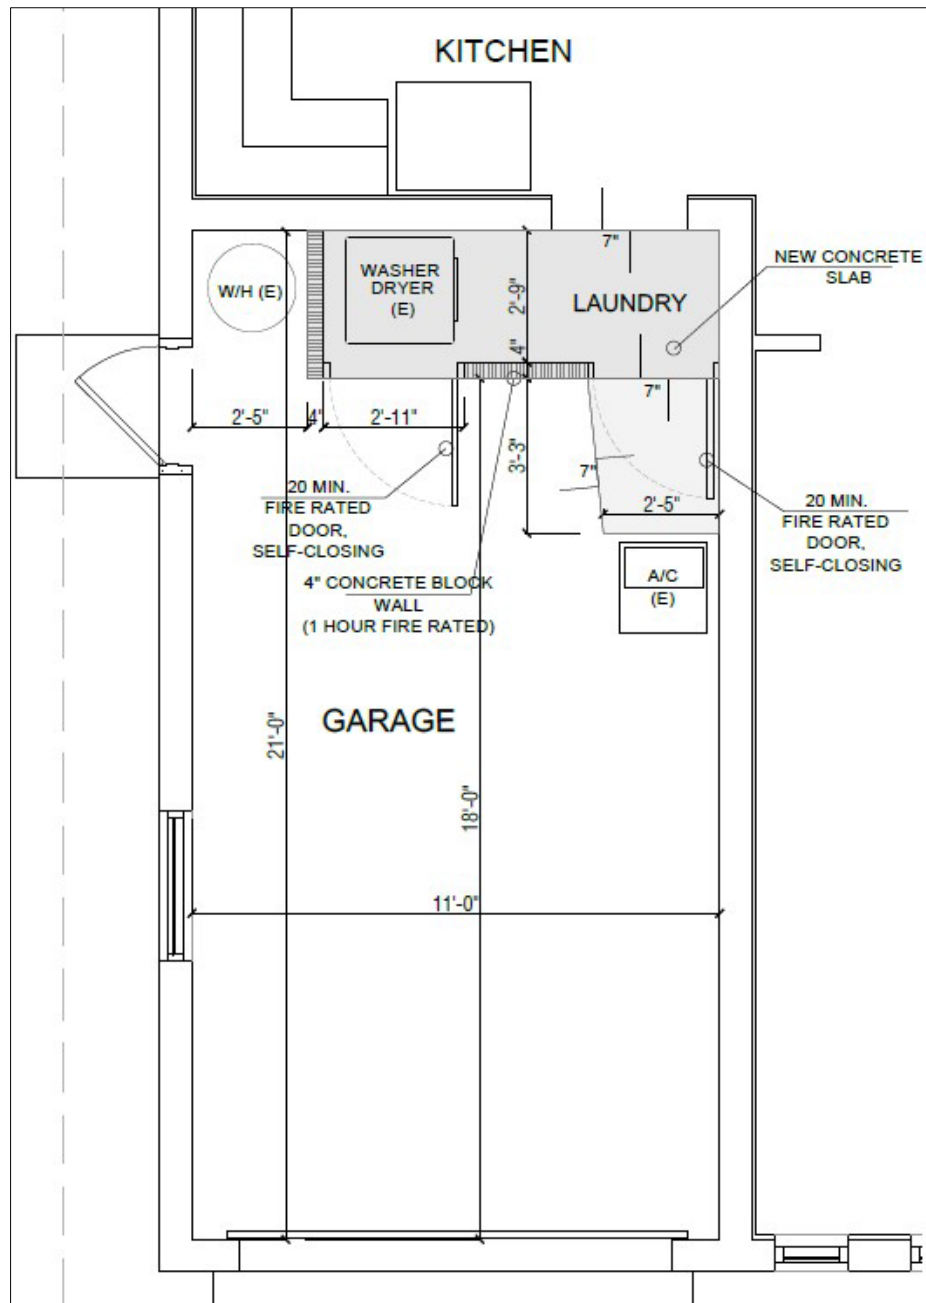 KITCHEN
7"
NEW CONCRETE
SLAB
W/H (E)
WASHER
DRYER
(E)
2'-9"
LAUNDRY
4"
7"
2'-5"
4"
2'-11"
3'-3"
7"
2'-5"
20 MIN.
FIRE RATED
DOOR,
SELF-CLOSING
20 MIN.
FIRE RATED
DOOR,
SELF-CLOSING
4" CONCRETE BLOCK
WALL
(1 HOUR FIRE RATED)
A/C
(E)
GARAGE
21'-0"
18'-0"
11'-0"